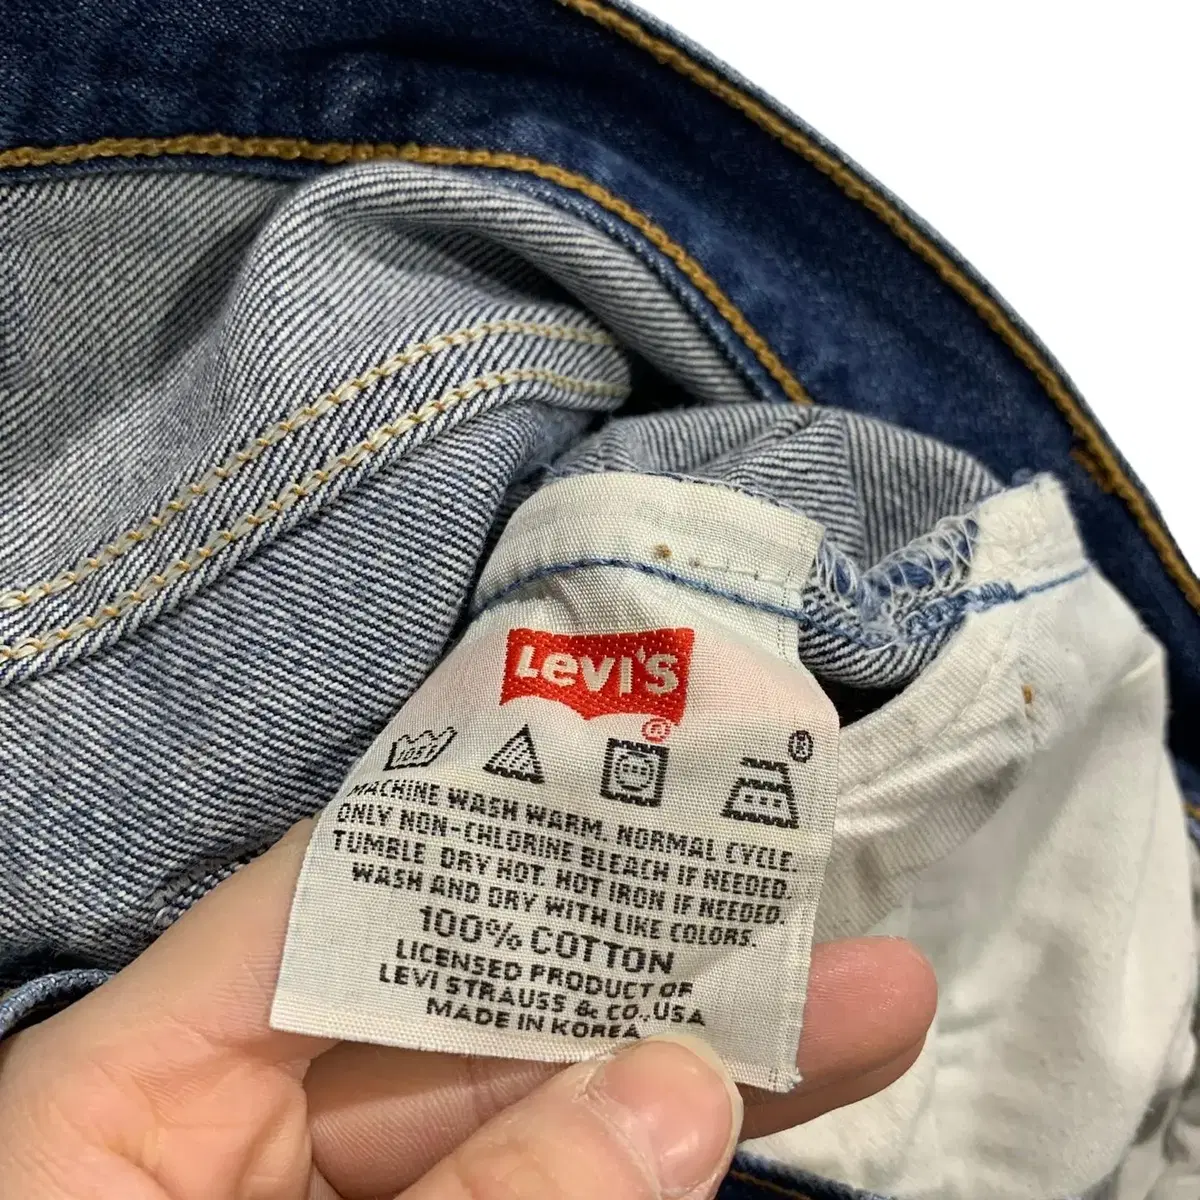 LEVI'S
®
105F
®
MACHINE WASH WARM. NORMAL CYCLE.
ONLY NON-CHLORINE BLEACH IF NEEDED.
TUMBLE DRY HOT. HOT IRON IF NEEDED.
WASH AND DRY WITH LIKE COLORS.
100% COTTON
LICENSED PRODUCT OF
LEVI STRAUSS & CO.,USA
MADE IN KOREA